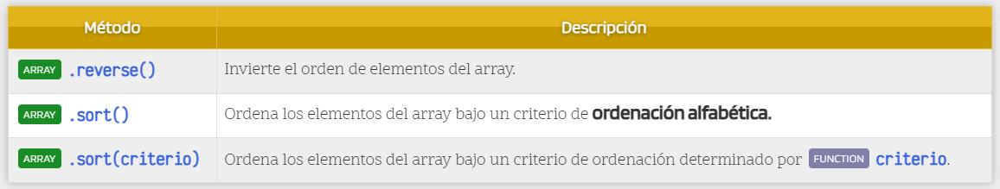 Método Descripción
ARRAY .reverse() Invierte el orden de elementos del array.
ARRAY .sort() Ordena los elementos del array bajo un criterio de ordenación alfabética.
ARRAY .sort(criterio) Ordena los elementos del array bajo un criterio de ordenación determinado por FUNCTION criterio.